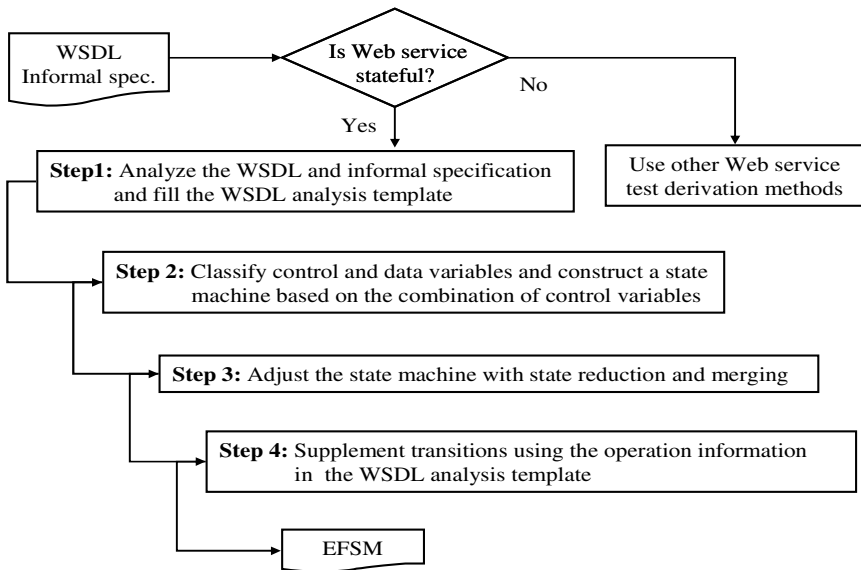 WSDL
Informal spec.
Is Web service
stateful?
No
Yes
Step1: Analyze the WSDL and informal specification
and fill the WSDL analysis template
Use other Web service
test derivation methods
Step 2: Classify control and data variables and construct a state
machine based on the combination of control variables
Step 3: Adjust the state machine with state reduction and merging
Step 4: Supplement transitions using the operation information
in the WSDL analysis template
EFSM